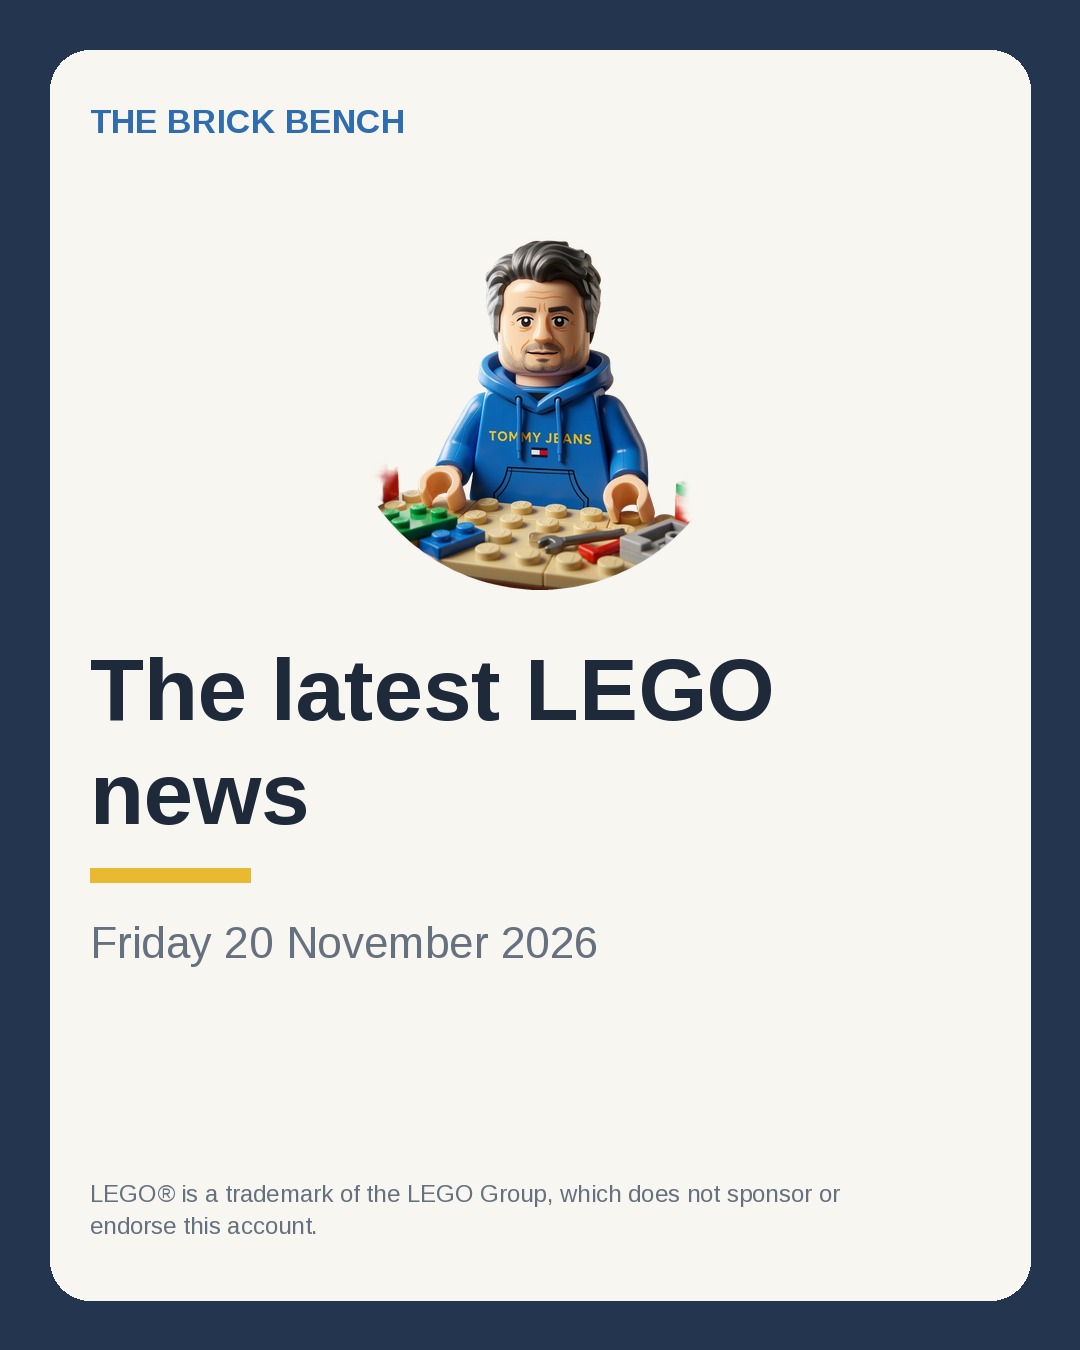 THE BRICK BENCH
TOMMY JEANS
The latest LEGO
news
Friday 20 November 2026
LEGO® is a trademark of the LEGO Group, which does not sponsor or
endorse this account.